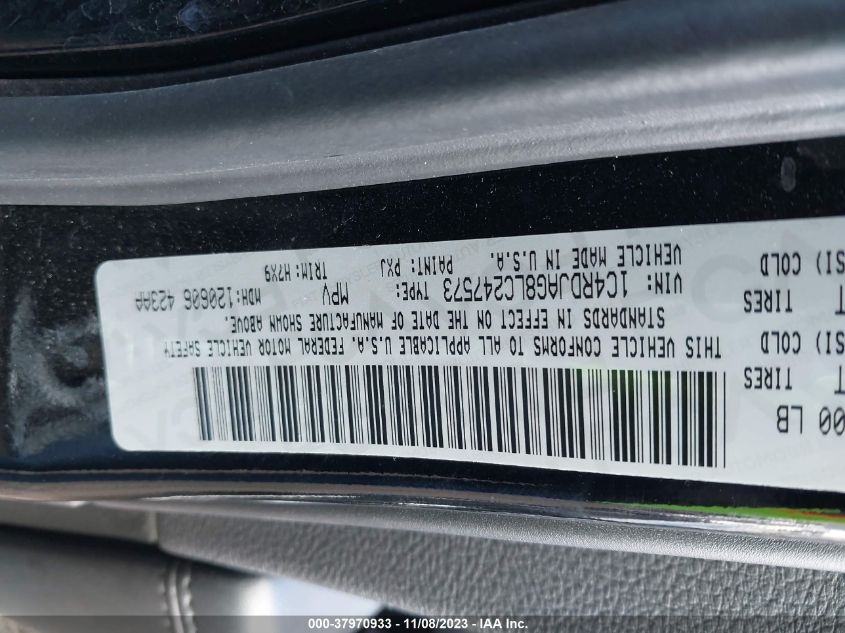 00 LB
T TIRES
SI) COLD
T TIRES
SI) COLD
THIS VEHICLE CONFORMS TO ALL APPLICABLE U.S.A. FEDERAL MOTOR VEHICLE SAFETY
STANDARDS IN EFFECT ON THE DATE OF MANUFACTURE SHOWN ABOVE.
VIN: 1C4RDJAG8LC247573 TYPE: MPV MDH:120606 423AA
VEHICLE MADE IN U.S.A. PAINT: PXJ TRIM: H7X9
000-37970933 - 11/08/2023 - IAA Inc.